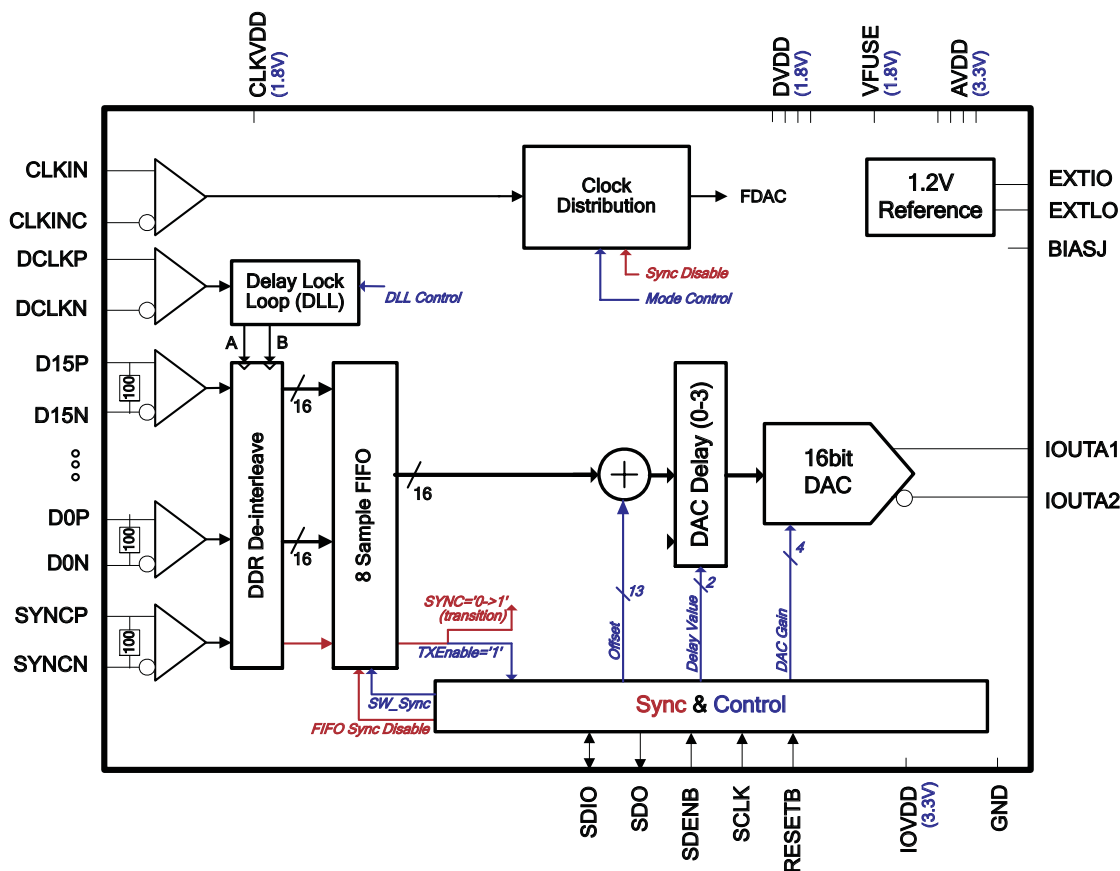 CLKVDD
(1.8V)
DVDD
(1.8V)
VFUSE
(1.8V)
AVDD
(3.3V)
CLKIN
CLKINC
DCLKP
DCLKN
D15P
100
D15N
D0P
100
D0N
SYNCP
100
SYNCN
Clock
Distribution
FDAC
Sync Disable
Mode Control
1.2V
Reference
EXTIO
EXTLO
BIASJ
Delay Lock
Loop (DLL)
DLL Control
A
B
DDR De-interleave
16
16
8 Sample FIFO
16
+
DAC Delay (0-3)
16bit
DAC
IOUTA1
IOUTA2
SYNC='0->1'
(transition)
TXEnable='1'
SW_Sync
FIFO Sync Disable
Offset
13
Delay Value
2
DAC Gain
4
Sync & Control
SDIO
SDO
SDENB
SCLK
RESETB
IOVDD
(3.3V)
GND